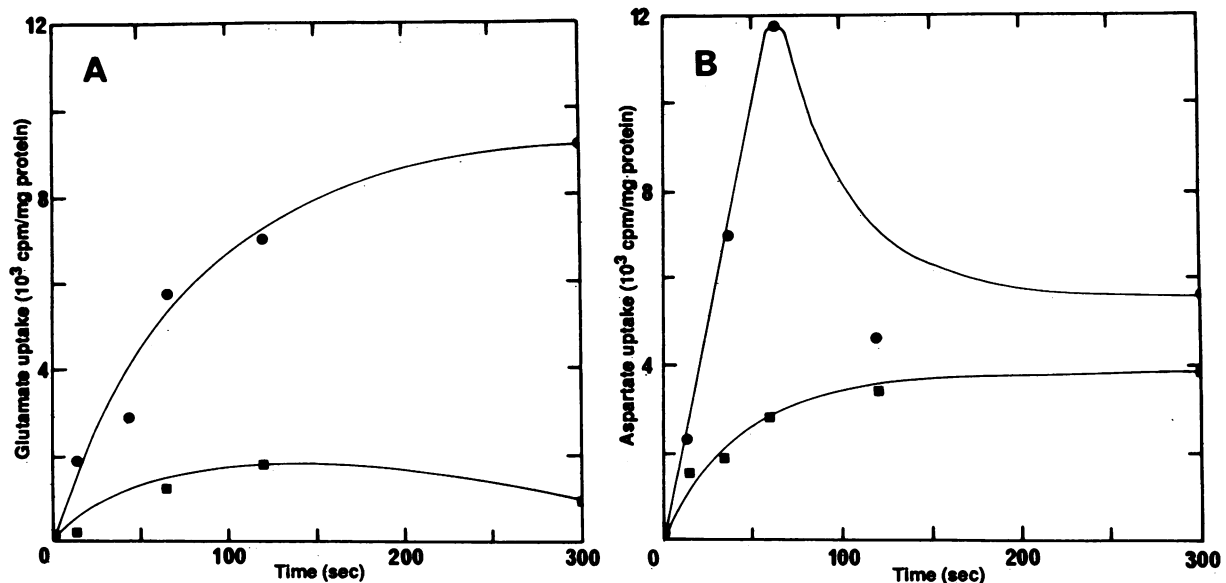 A
Glutamate uptake (10³ cpm/mg protein)
12
8
4
0
100
200
300
Time (sec)
B
Aspartate uptake (10³ cpm/mg·protein)
12
8
4
0
100
200
300
Time (sec)